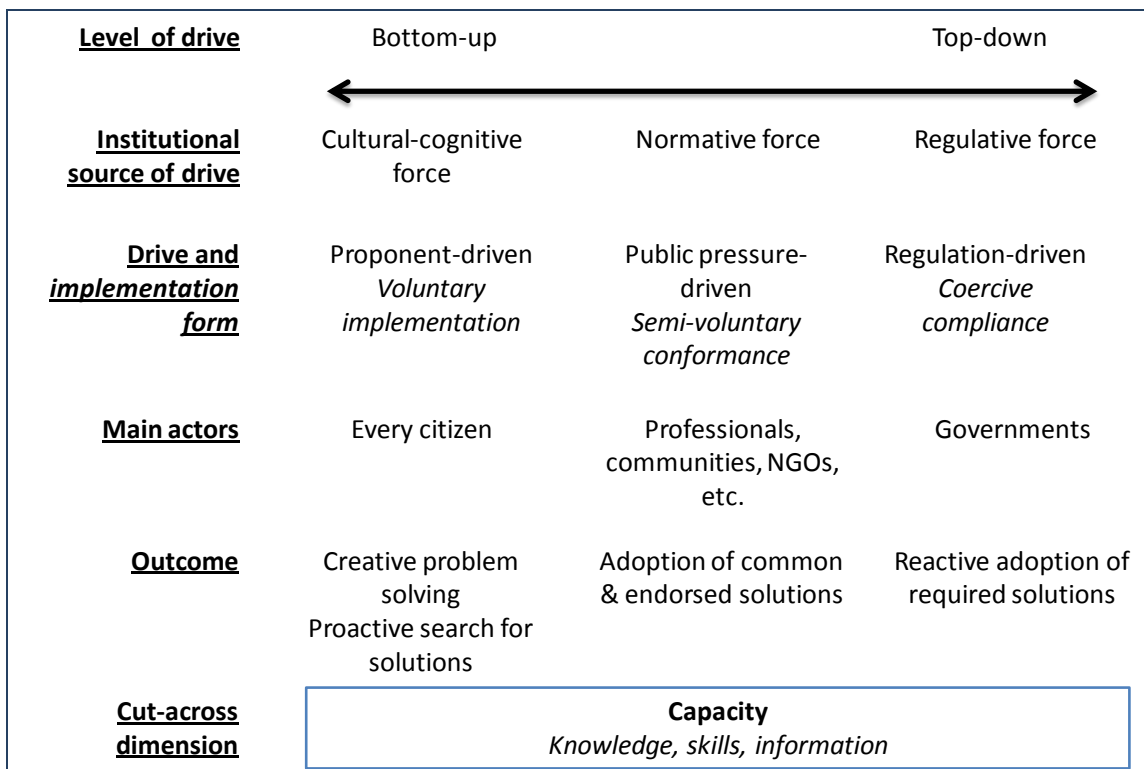 Level of drive
Bottom-up
Top-down
Institutional
source of drive
Cultural-cognitive
force
Normative force
Regulative force
Drive and
implementation
form
Proponent-driven
Voluntary
implementation
Public pressure-
driven
Semi-voluntary
conformance
Regulation-driven
Coercive
compliance
Main actors
Every citizen
Professionals,
communities, NGOs,
etc.
Governments
Outcome
Creative problem
solving
Proactive search for
solutions
Adoption of common
& endorsed solutions
Reactive adoption of
required solutions
Cut-across
dimension
Capacity
Knowledge, skills, information